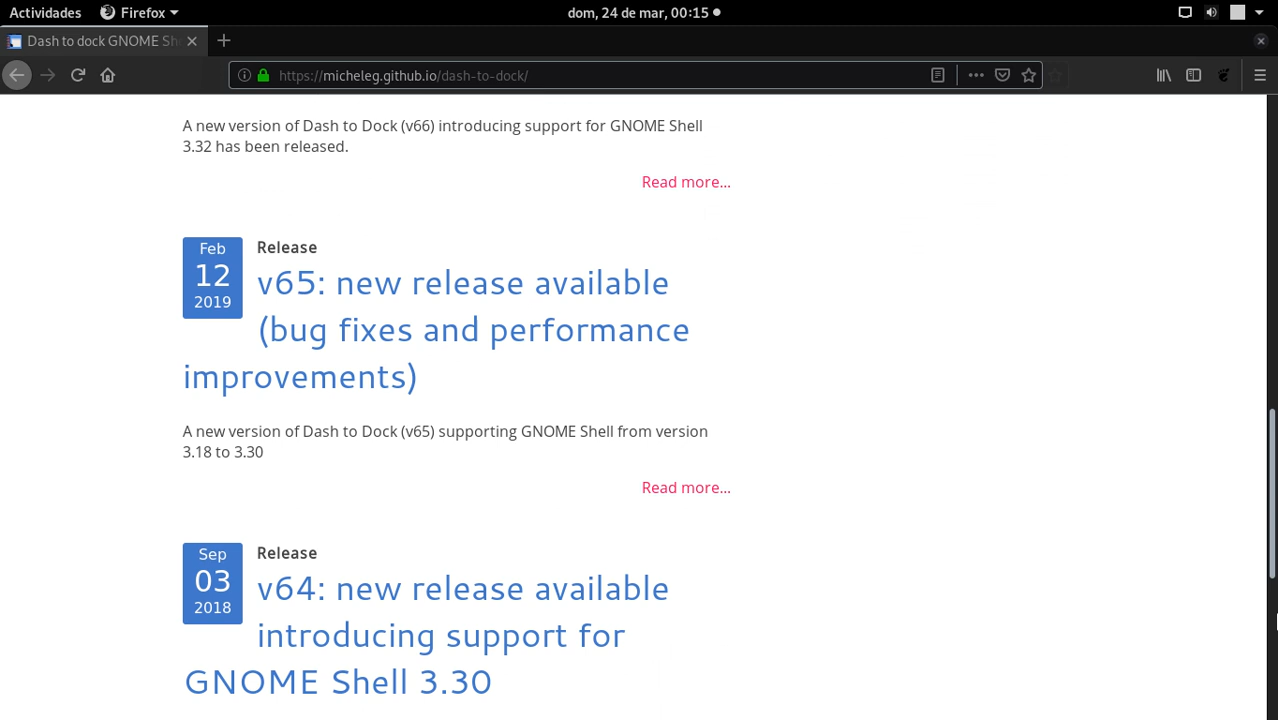 Actividades
Firefox
dom, 24 de mar, 00:15
Dash to dock GNOME She
https://micheleg.github.io/dash-to-dock/
A new version of Dash to Dock (v66) introducing support for GNOME Shell
3.32 has been released.
Read more...
Feb
12
2019
Release
v65: new release available
(bug fixes and performance
improvements)
A new version of Dash to Dock (v65) supporting GNOME Shell from version
3.18 to 3.30
Read more...
Sep
03
2018
Release
v64: new release available
introducing support for
GNOME Shell 3.30